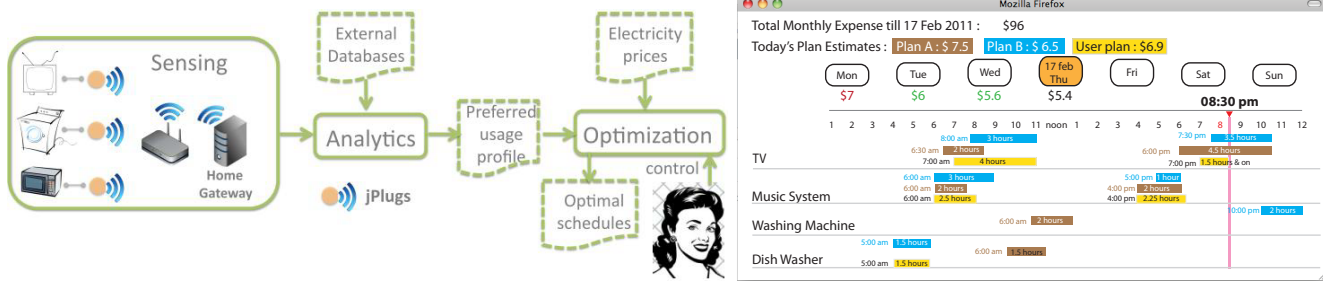 Sensing
Home
Gateway
External
Databases
Analytics
jPlugs
Preferred
usage
profile
Electricity
prices
Optimization
control
Optimal
schedules
Mozilla Firefox
Total Monthly Expense till 17 Feb 2011 : $96
Today's Plan Estimates : Plan A : $ 7.5 Plan B : $ 6.5 User plan : $6.9
Mon Tue Wed 17 feb Thu Fri Sat Sun
$7 $6 $5.6 $5.4
08:30 pm
1 2 3 4 5 6 7 8 9 10 11 noon 1 2 3 4 5 6 7 8 9 10 11 12
8:00 am 3 hours 7:30 pm 3.5 hours
6:30 am 2 hours 6:00 pm 4.5 hours
TV 7:00 am 4 hours 7:00 pm 1.5 hours & on
6:00 am 3 hours 5:00 pm 1 hour
6:00 am 2 hours 4:00 pm 2 hours
Music System 6:00 am 2.5 hours 4:00 pm 2.25 hours
10:00 pm 2 hours
Washing Machine 6:00 am 2 hours
5:00 am 1.5 hours
Dish Washer 6:00 am 1.5 hours
5:00 am 1.5 hours